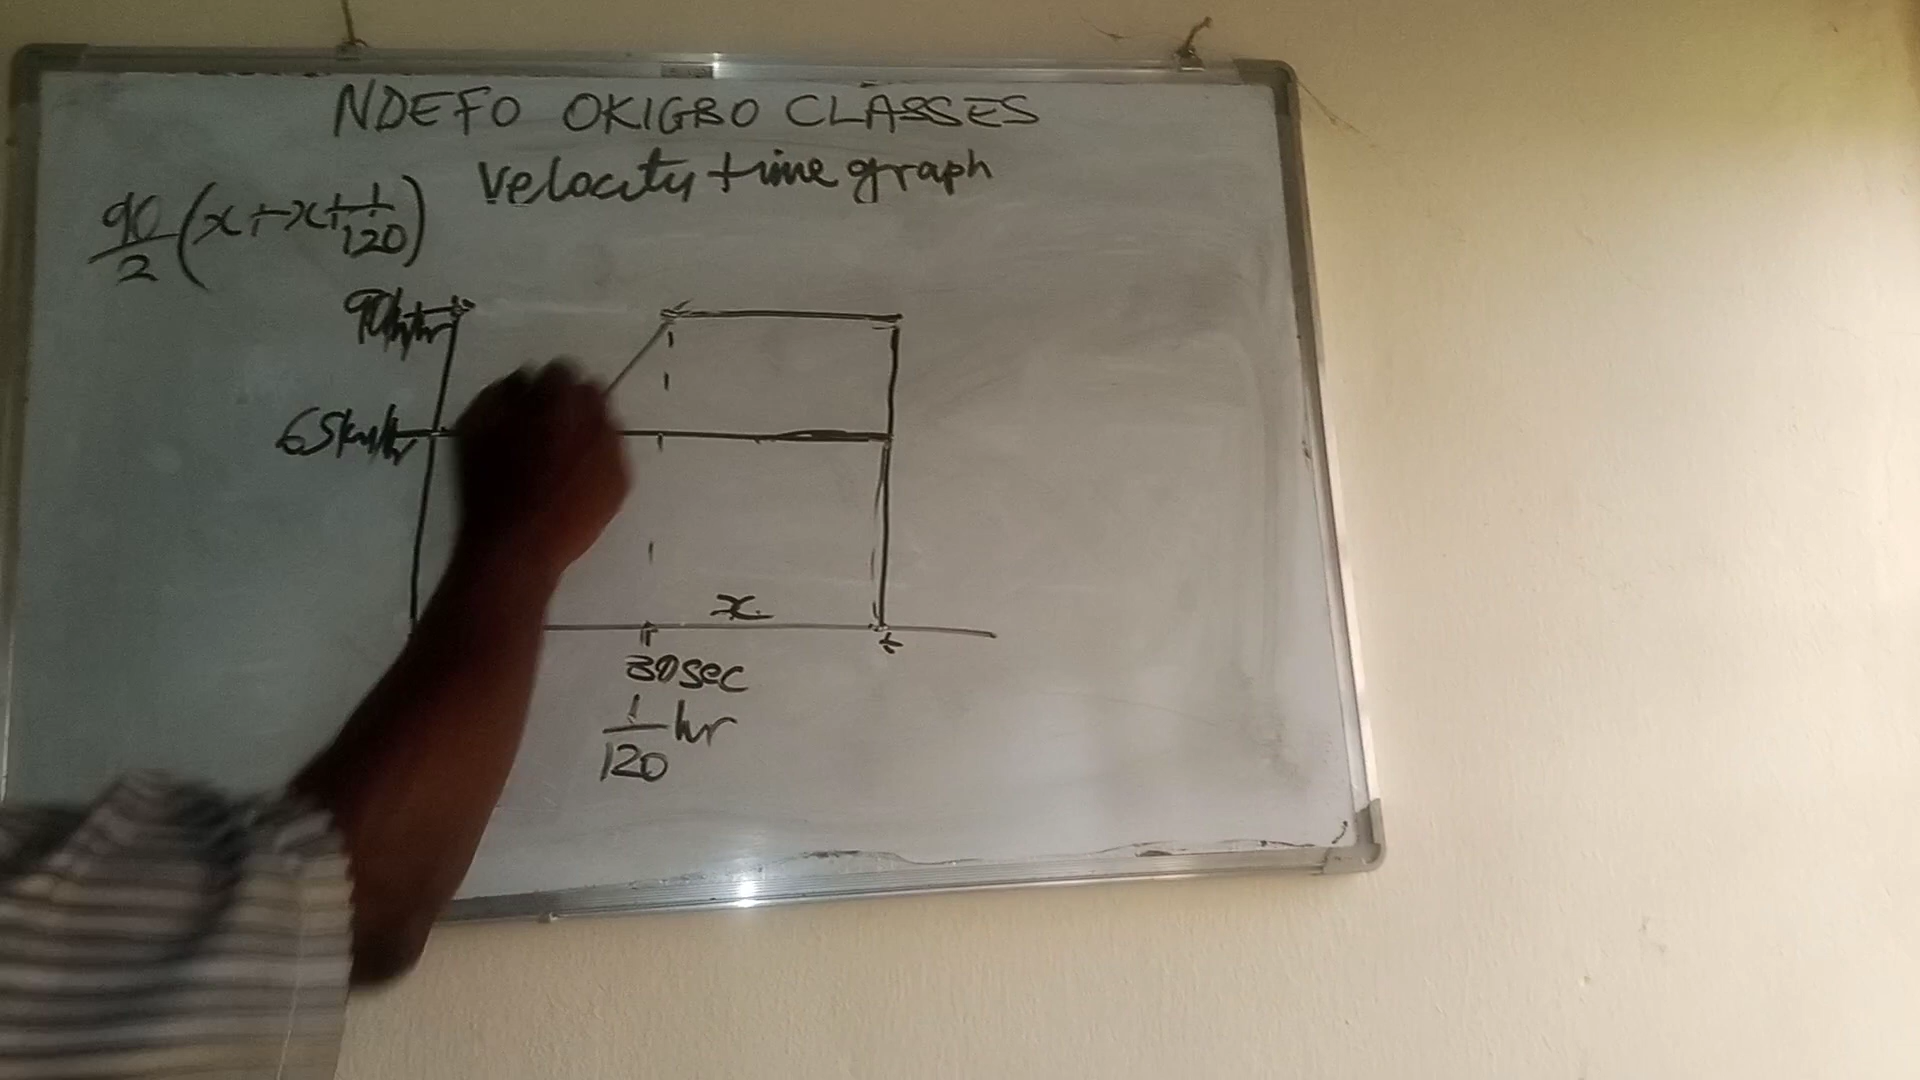 NDEFO OKIGBO CLASSES
Velocity time graph
90/2 (x+x+1/120)
90km/hr
65km/hr
x
30sec
1/120 hr